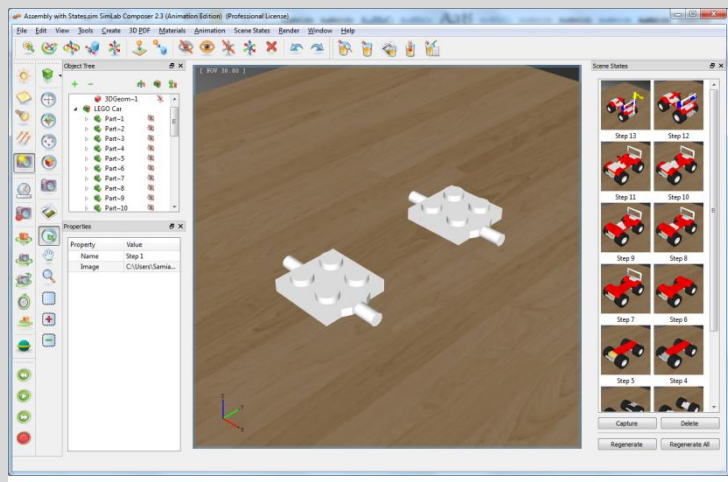 Assembly with States.sim SimLab Composer 2.3 (Animation Edition) (Professional License)
File Edit View Tools Create 3D PDF Materials Animation Scene States Render Window Help
Object Tree
3DGeom~1
LEGO Car
Part~1
Part~2
Part~3
Part~4
Part~5
Part~6
Part~7
Part~8
Part~9
Part~10
Properties
Property Value
Name Step 1
Image C:\Users\Samia...
[ FOV 30.00 ]
Z
Y
X
Scene States
Step 13 Step 12
Step 11 Step 10
Step 9 Step 8
Step 7 Step 6
Step 5 Step 4
Capture Delete
Regenerate Regenerate All